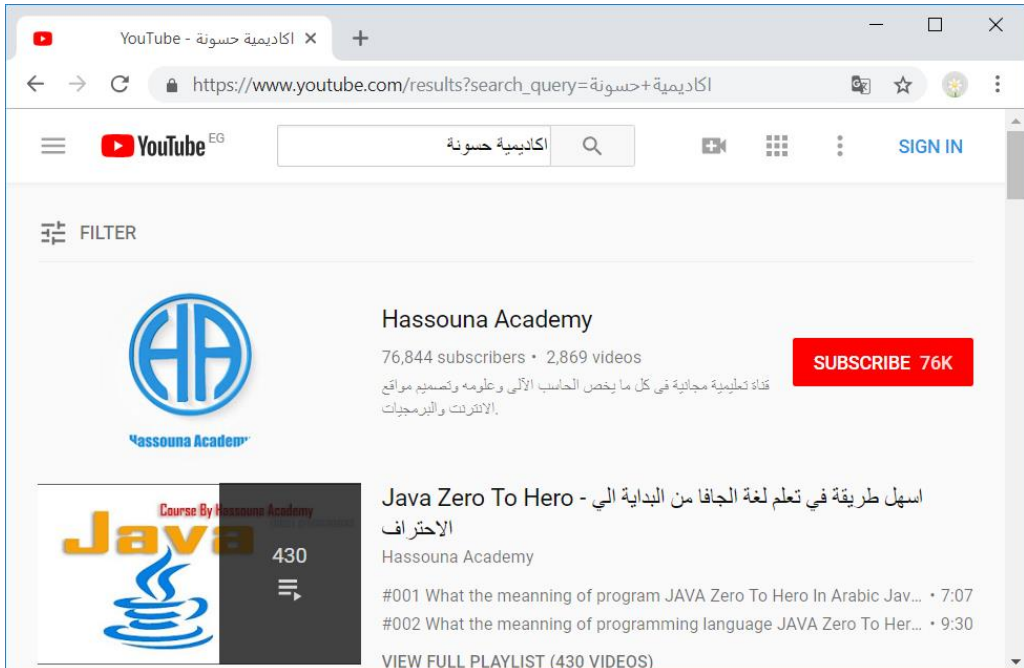 اكاديمية حسونة - YouTube
https://www.youtube.com/results?search_query=اكاديمية+حسونة
YouTube EG
اكاديمية حسونة
SIGN IN
FILTER
HA
Hassouna Academy
Hassouna Academy
76,844 subscribers • 2,869 videos
قناة تعليمية مجانية في كل ما يخص الحاسب الآلي وعلومه وتصميم مواقع
الانترنت والبرمجيات.
SUBSCRIBE 76K
Course By Hassouna Academy
Java
430
Java Zero To Hero - اسهل طريقة في تعلم لغة الجافا من البداية الي
الاحتراف
Hassouna Academy
#001 What the meanning of program JAVA Zero To Hero In Arabic Jav... • 7:07
#002 What the meanning of programming language JAVA Zero To Her... • 9:30
VIEW FULL PLAYLIST (430 VIDEOS)